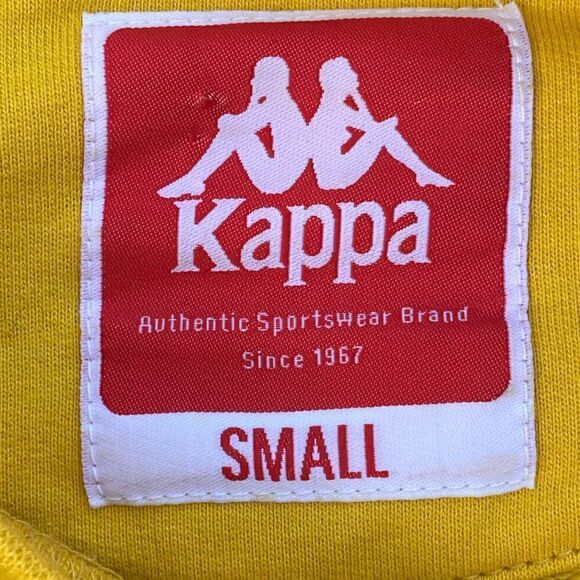 Kappa
Authentic Sportswear Brand
Since 1967
SMALL